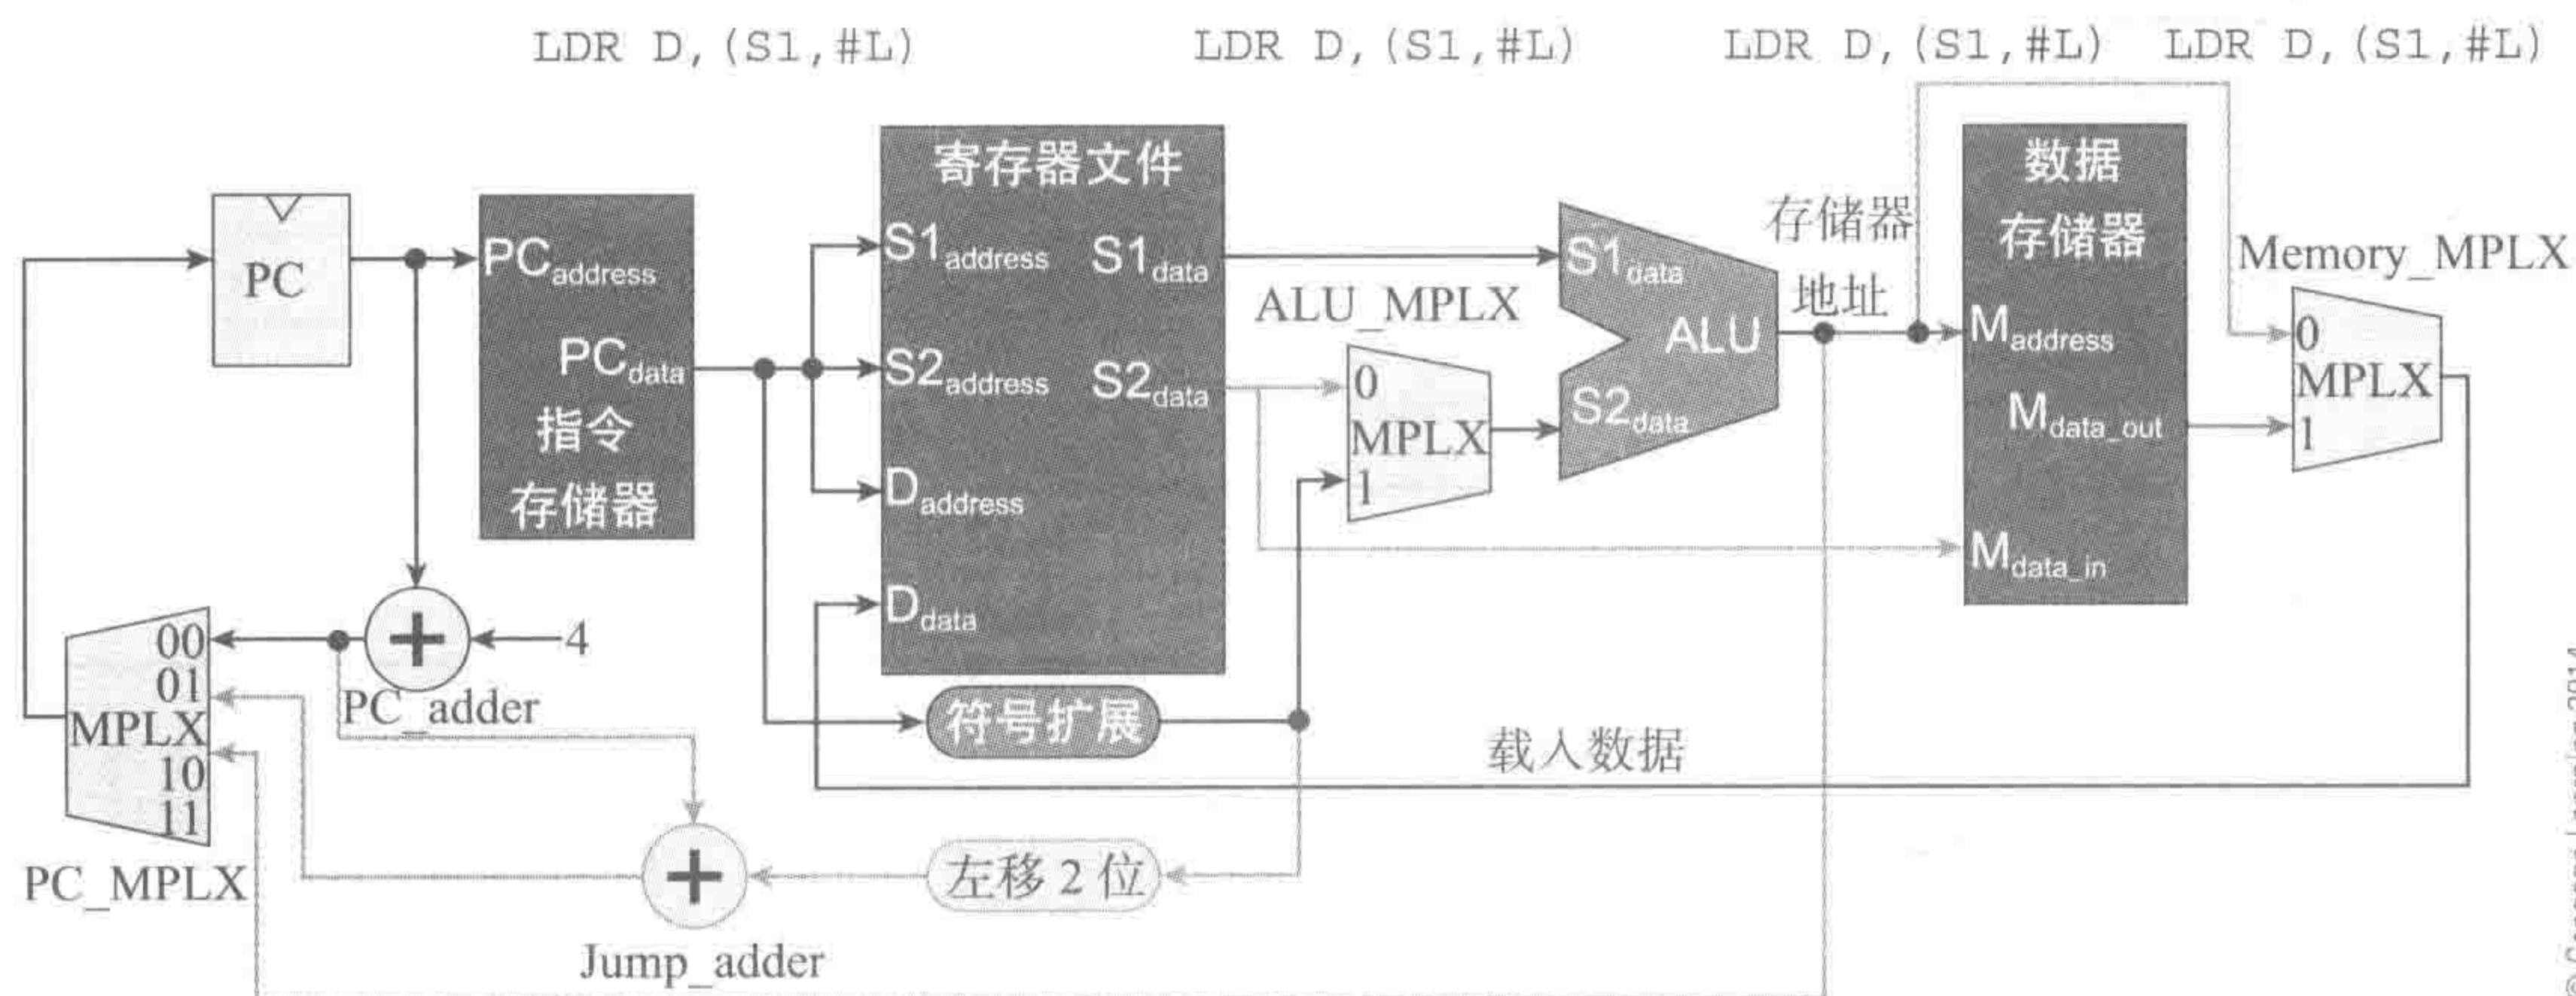 LDR D,(S1,#L)
LDR D,(S1,#L)
LDR D,(S1,#L)
LDR D,(S1,#L)
PC
PCaddress
PCdata
指令
存储器
寄存器文件
S1address
S1data
S2address
S2data
Daddress
Ddata
ALU_MPLX
0
MPLX
1
S1data
ALU
S2data
存储器
地址
数据
存储器
Maddress
Mdata_out
Mdata_in
Memory_MPLX
0
MPLX
1
4
PC_adder
00
01
MPLX
10
11
PC_MPLX
符号扩展
载入数据
左移 2 位
Jump_adder
© Cengage Learning 2014